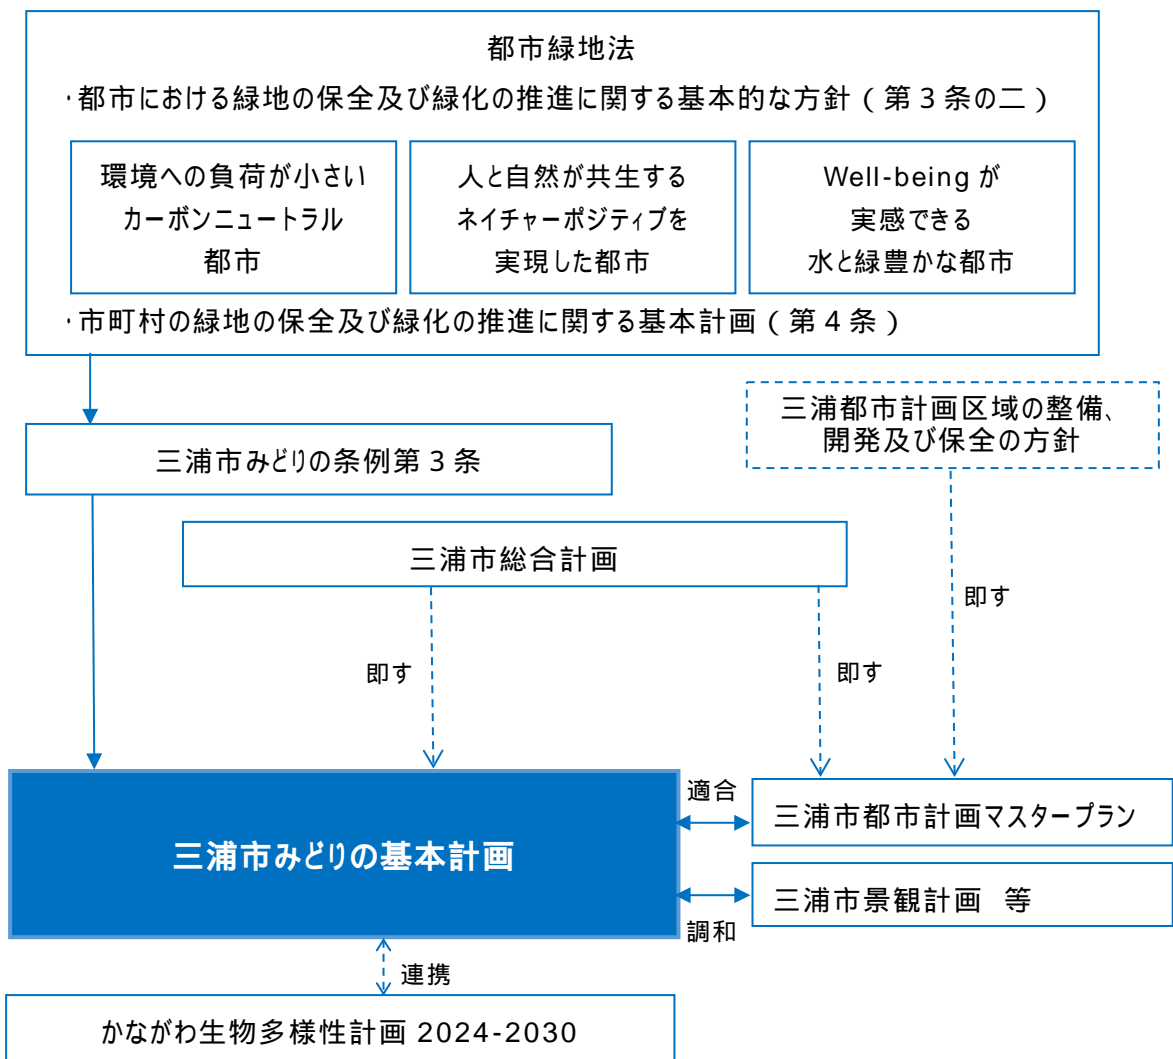 都市緑地法
・都市における緑地の保全及び緑化の推進に関する基本的な方針(第3条の二)
環境への負荷が小さい
カーボンニュートラル
都市
人と自然が共生する
ネイチャーポジティブを
実現した都市
Well-beingが
実感できる
水と緑豊かな都市
・市町村の緑地の保全及び緑化の推進に関する基本計画(第4条)
三浦都市計画区域の整備、
開発及び保全の方針
三浦市みどりの条例第3条
三浦市総合計画
即す
即す
即す
適合
三浦市都市計画マスタープラン
三浦市みどりの基本計画
三浦市景観計画 等
調和
連携
かながわ生物多様性計画 2024-2030